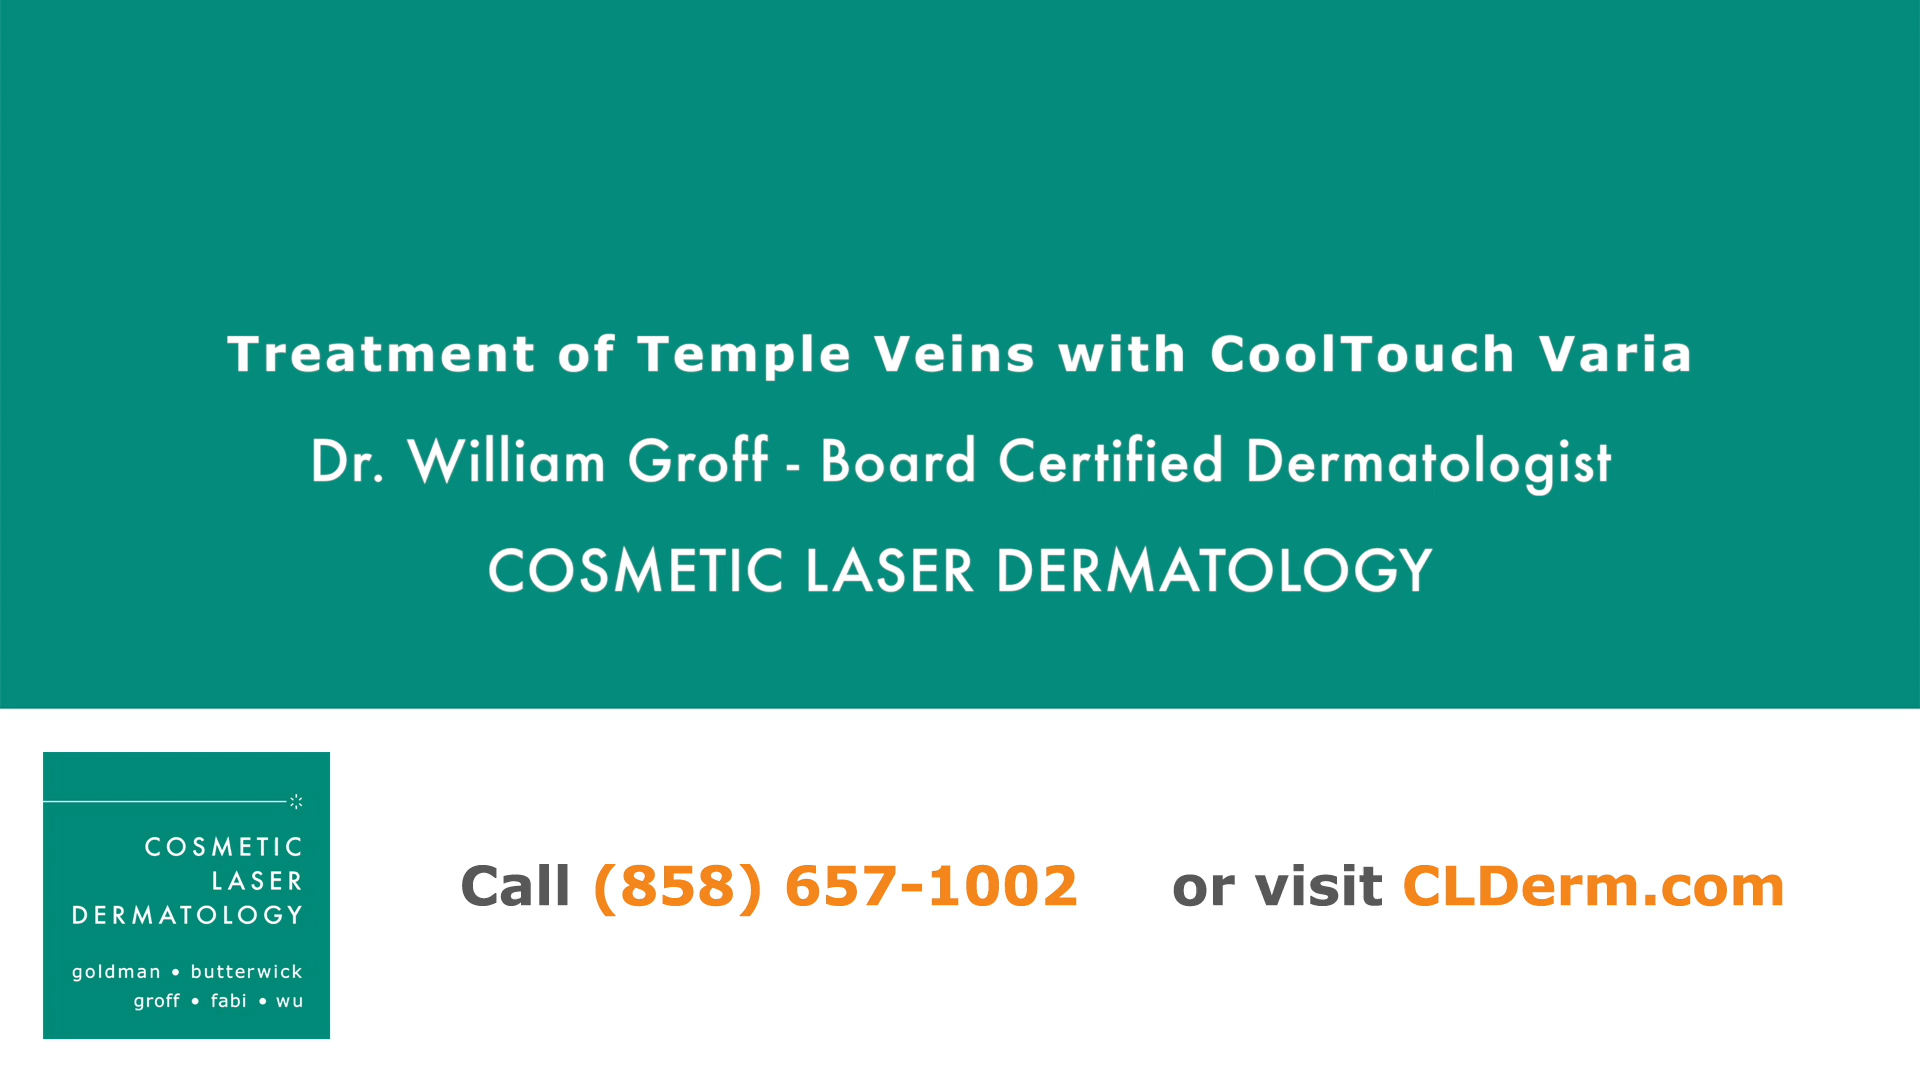 Treatment of Temple Veins with CoolTouch Varia
Dr. William Groff - Board Certified Dermatologist
COSMETIC LASER DERMATOLOGY
COSMETIC
LASER
DERMATOLOGY
goldman • butterwick
groff • fabi • wu
Call (858) 657-1002 or visit CLDerm.com